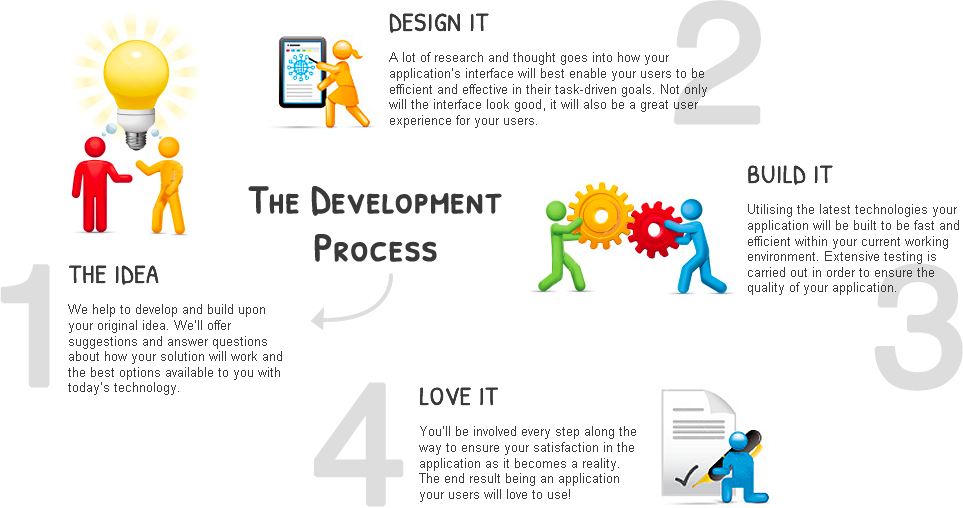 The Development
Process
1
THE IDEA
We help to develop and build upon
your original idea. We'll offer
suggestions and answer questions
about how your solution will work and
the best options available to you with
today's technology.
2
DESIGN IT
A lot of research and thought goes into how your
application's interface will best enable your users to be
efficient and effective in their task-driven goals. Not only
will the interface look good, it will also be a great user
experience for your users.
3
BUILD IT
Utilising the latest technologies your
application will be built to be fast and
efficient within your current working
environment. Extensive testing is
carried out in order to ensure the
quality of your application.
4
LOVE IT
You'll be involved every step along the
way to ensure your satisfaction in the
application as it becomes a reality.
The end result being an application
your users will love to use!